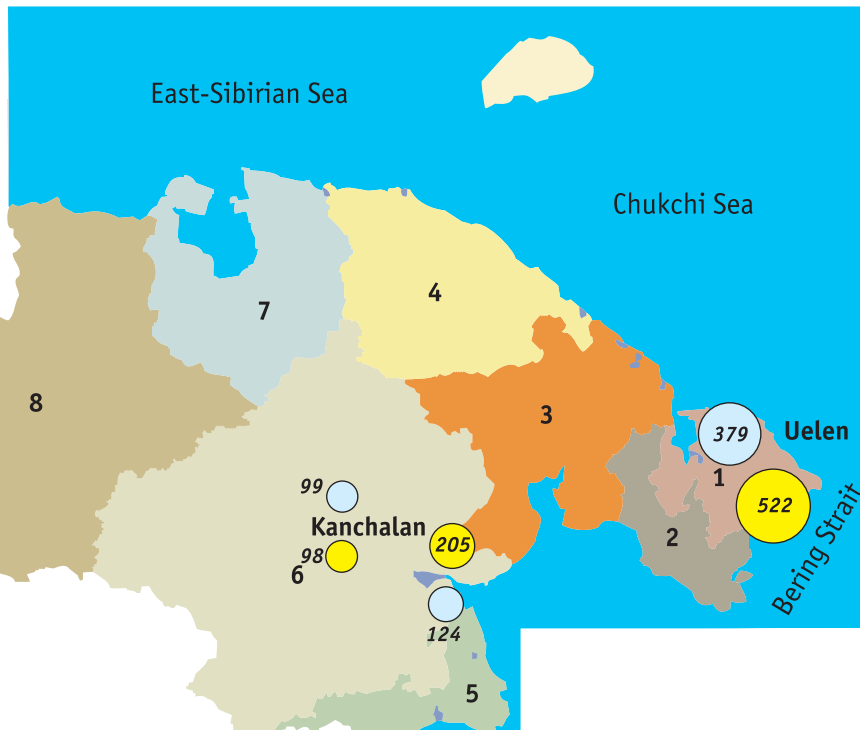 East-Sibirian Sea
Chukchi Sea
4
7
8
3
379
Uelen
1
99
522
Kanchalan
205
2
98
6
Bering Strait
124
5